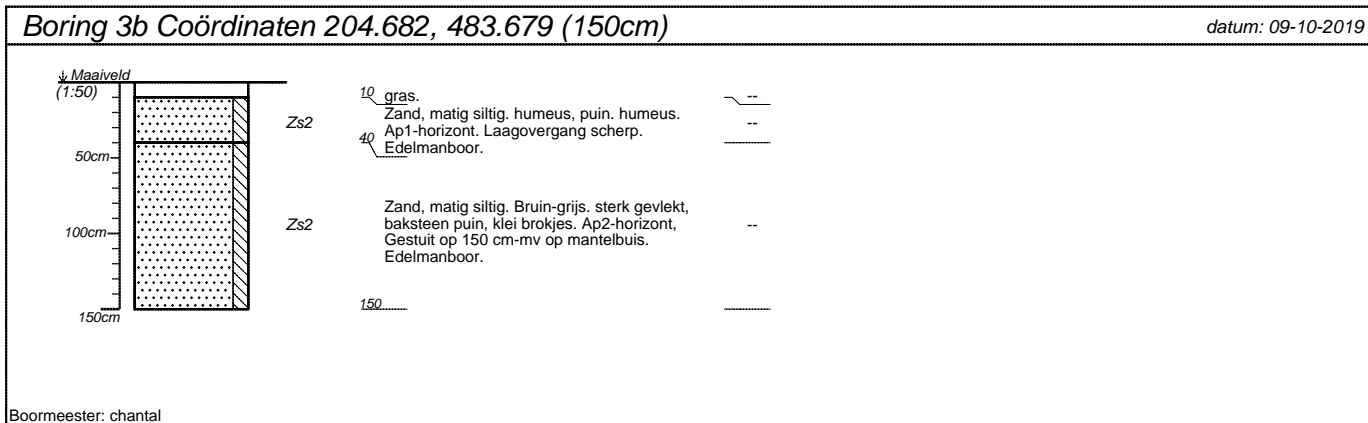 Boring 3b Coördinaten 204.682, 483.679 (150cm)
datum: 09-10-2019
Maaiveld
(1:50)
10 gras. --
Zs2
Zand, matig siltig. humeus, puin. humeus.
Ap1-horizont. Laagovergang scherp. --
40 Edelmanboor.
50cm
Zand, matig siltig. Bruin-grijs. sterk gevlekt,
Zs2 baksteen puin, klei brokjes. Ap2-horizont, --
100cm
Gestuit op 150 cm-mv op mantelbuis.
Edelmanboor.
150
150cm
Boormeester: chantal